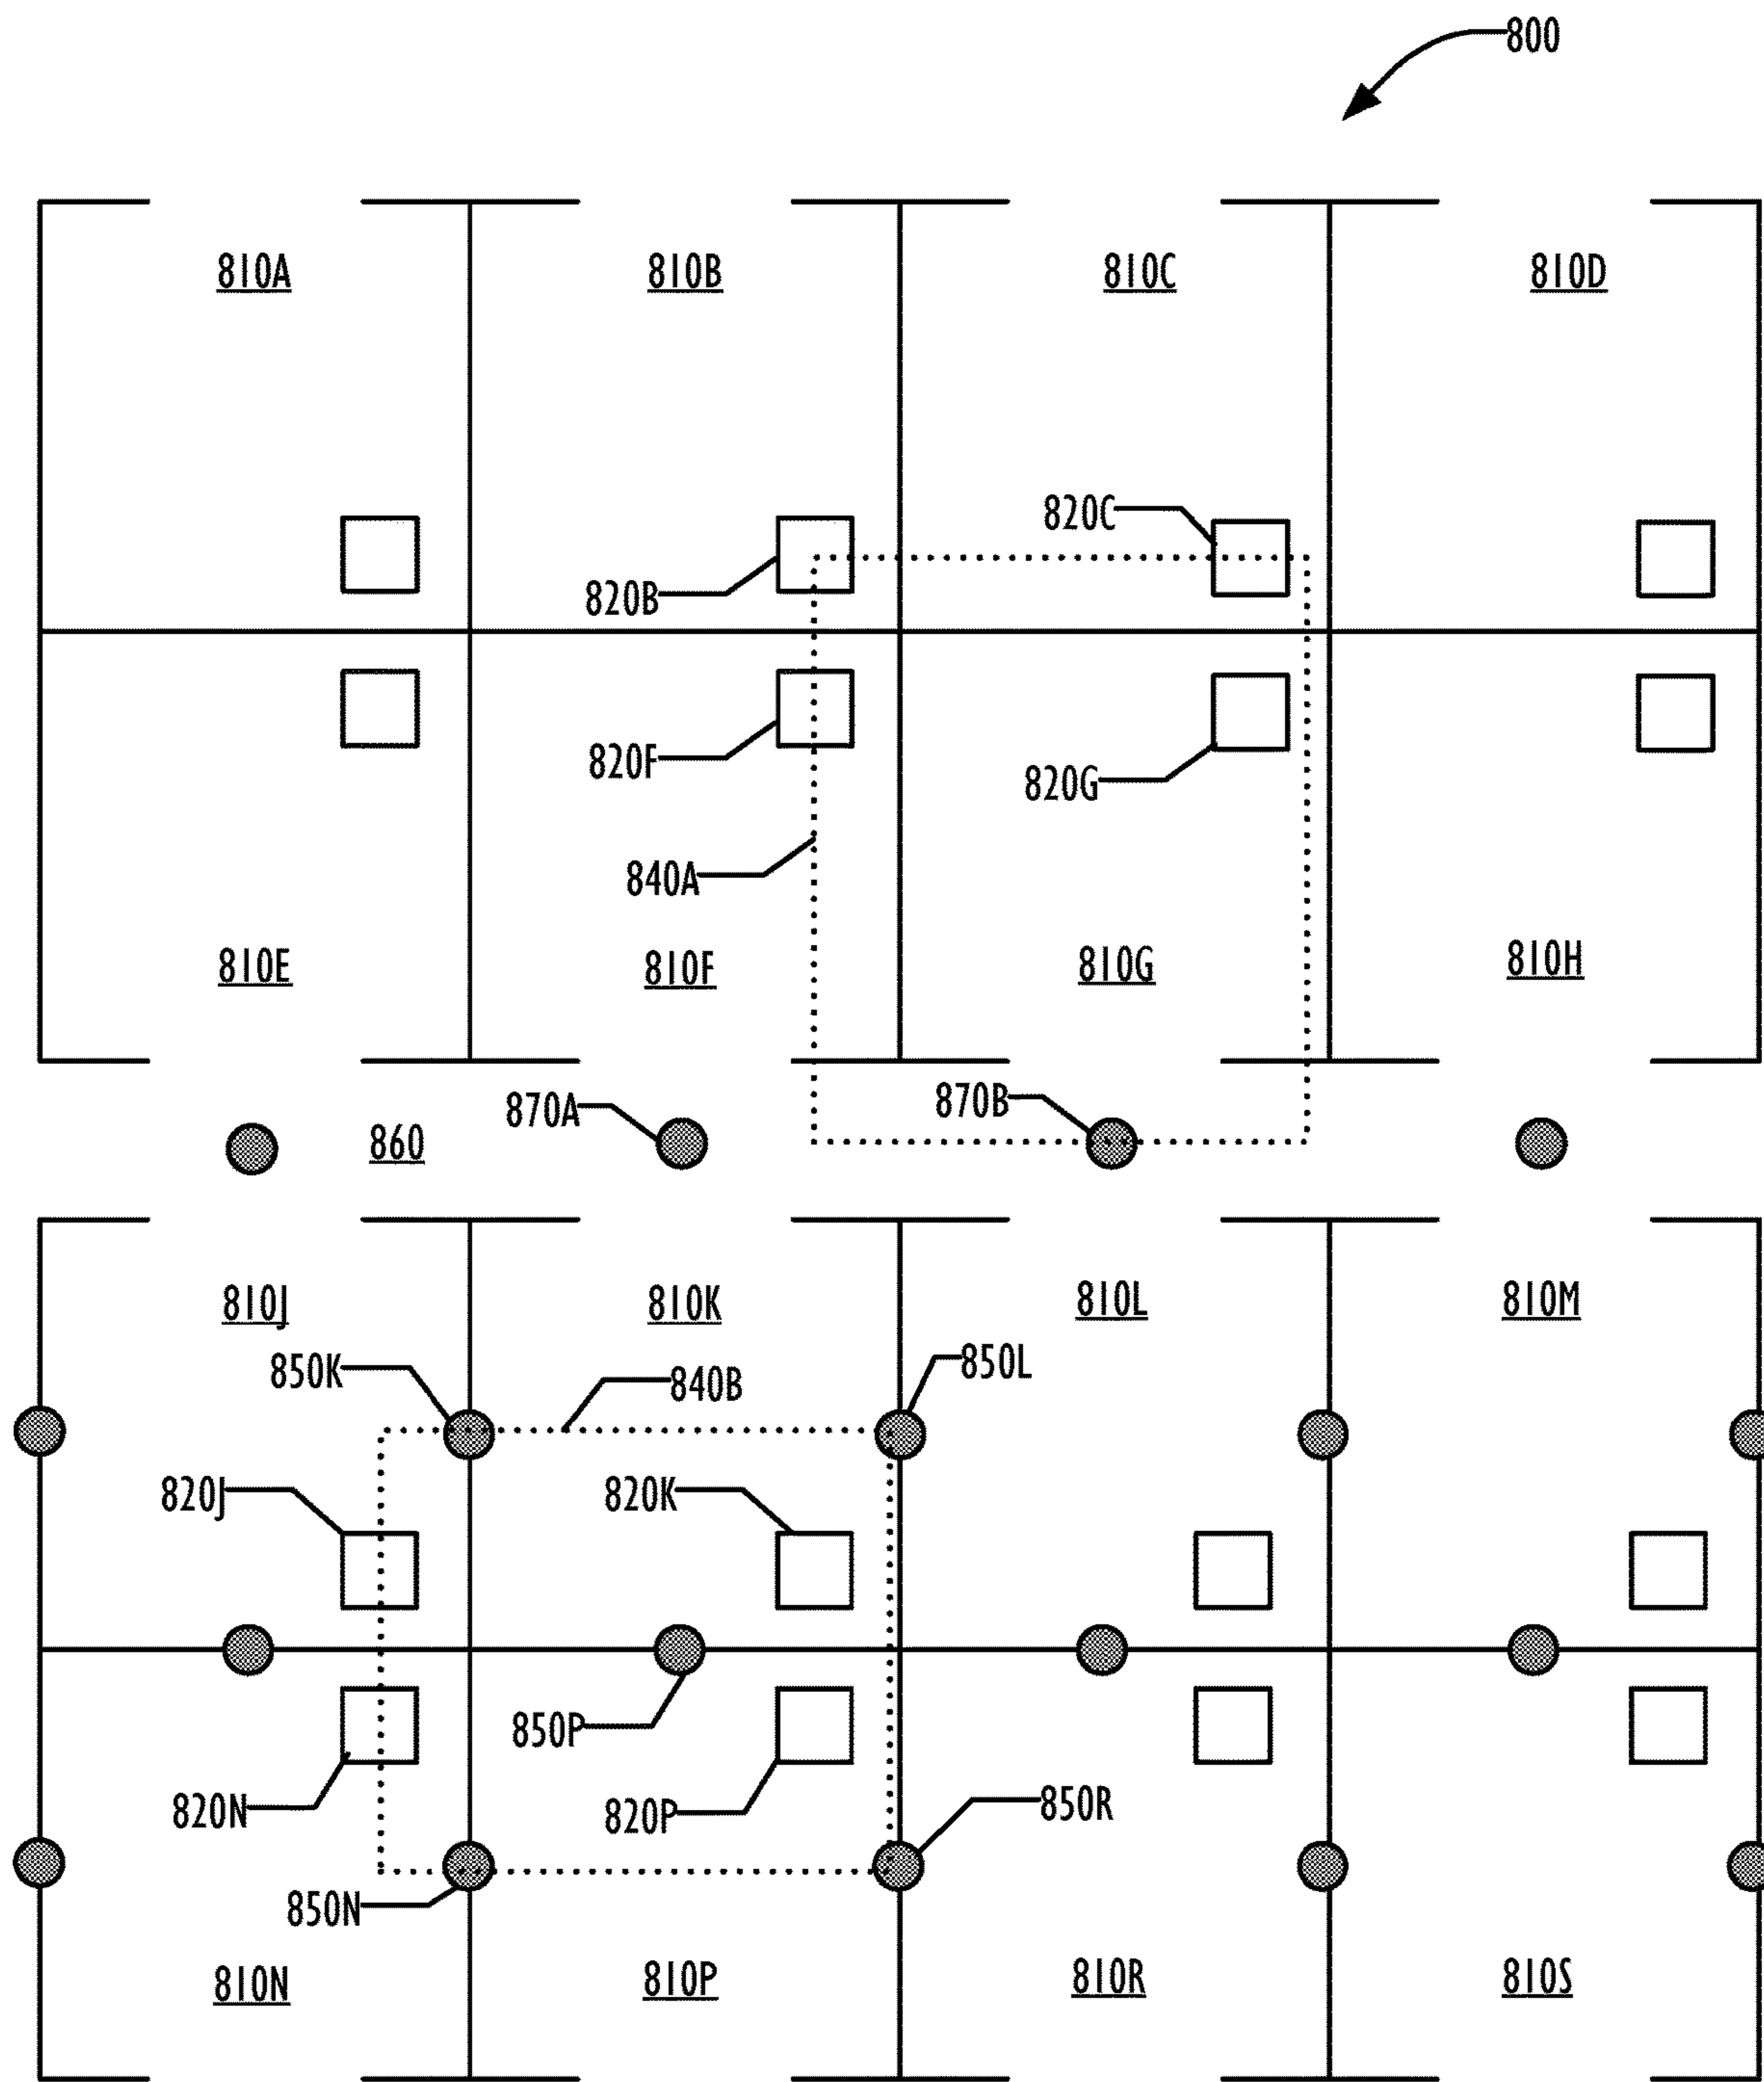 800
810A 810B 810C 810D
820C
820B
820F
820G
840A
810E 810F 810G 810H
870A 870B
860
810J 810K 810L 810M
850K 840B 850L
820J 820K
850P
820N 820P 850R
850N
810N 810P 810R 810S